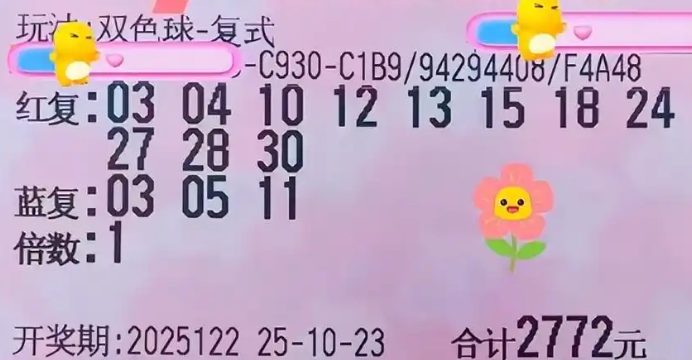 玩法:双色球-复式
-C930-C1B9/94294408/F4A48
红复:03 04 10 12 13 15 18 24
27 28 30
蓝复:03 05 11
倍数:1
开奖期:2025122 25-10-23
合计2772元